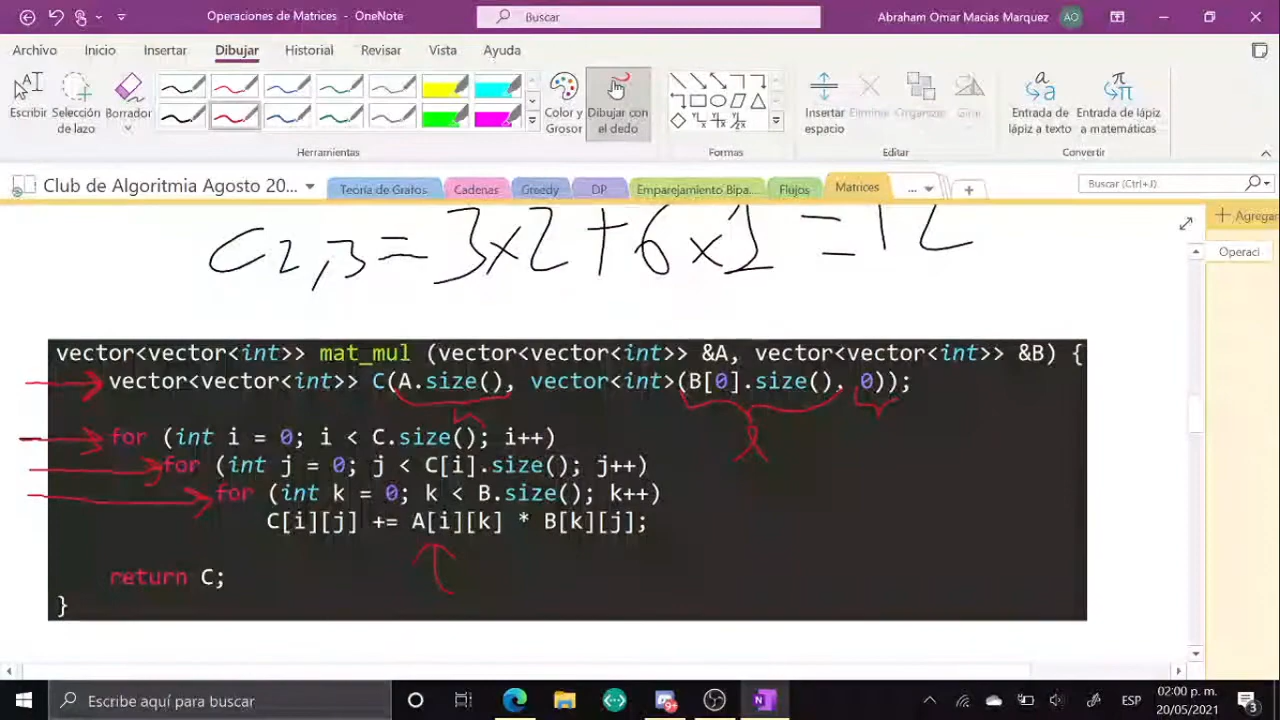 Operaciones de Matrices - OneNote
Buscar
Abraham Omar Macias Marquez
AO
Archivo
Inicio
Insertar
Dibujar
Historial
Revisar
Vista
Ayuda
Escribir
Selección de lazo
Borrador
Color y Grosor
Dibujar con el dedo
Insertar espacio
Eliminar
Organizar
Girar
Entrada de lápiz a texto
Entrada de lápiz a matemáticas
Herramientas
Formas
Editar
Convertir
Club de Algoritmia Agosto 20...
Teoría de Grafos
Cadenas
Greedy
DP
Emparejamiento Bipa...
Flujos
Matrices
...
Buscar (Ctrl+J)
Agregar
Operaci
C2,3 = 3x2 + 6x1 = 12
vector<vector<int>> mat_mul (vector<vector<int>> &A, vector<vector<int>> &B) {
vector<vector<int>> C(A.size(), vector<int>(B[0].size(), 0));
for (int i = 0; i < C.size(); i++)
for (int j = 0; j < C[i].size(); j++)
for (int k = 0; k < B.size(); k++)
C[i][j] += A[i][k] * B[k][j];
return C;
}
Escribe aquí para buscar
ESP
02:00 p. m.
20/05/2021
3